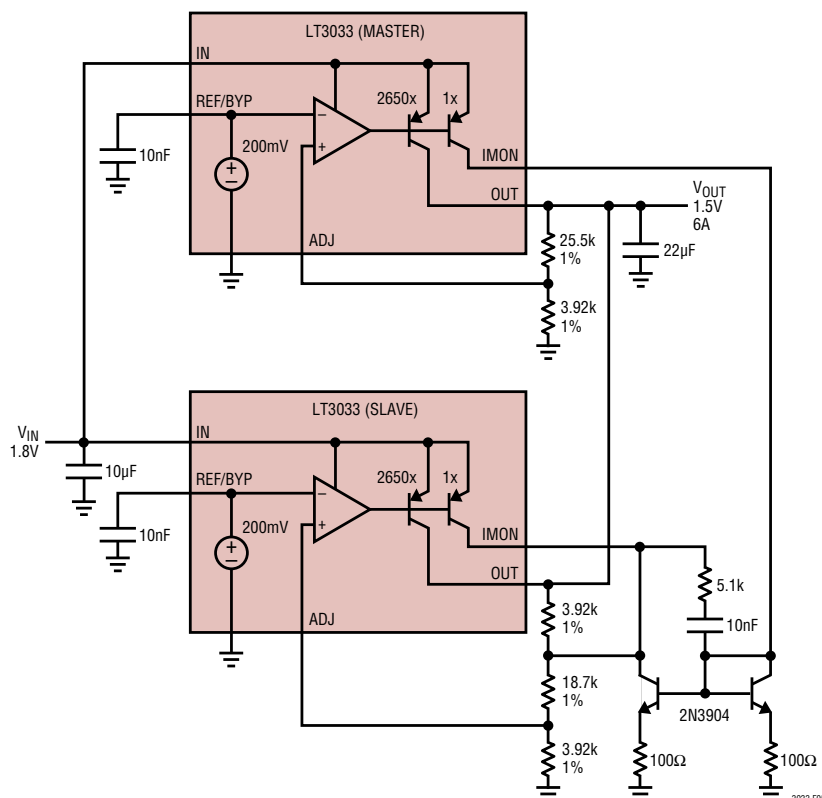 LT3033 (MASTER)
IN
REF/BYP
2650x
1x
10nF
200mV
+
−
−
+
IMON
OUT
ADJ
VOUT
1.5V
6A
25.5k
1%
22µF
3.92k
1%
LT3033 (SLAVE)
VIN
1.8V
IN
10µF
REF/BYP
2650x
1x
10nF
200mV
+
−
−
+
IMON
OUT
ADJ
3.92k
1%
5.1k
10nF
18.7k
1%
2N3904
3.92k
1%
100Ω
100Ω